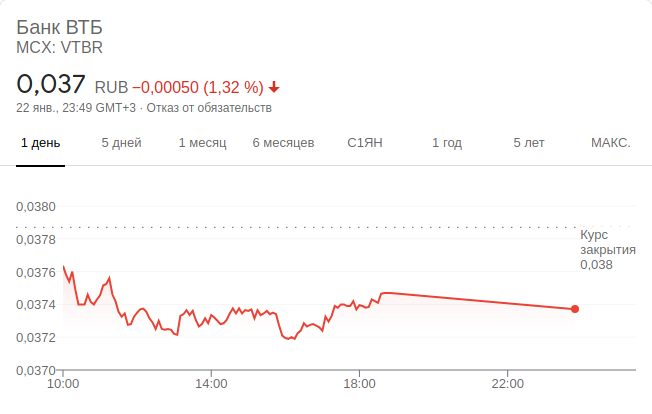 Банк ВТБ
MCX: VTBR
0,037 RUB −0,00050 (1,32 %)
22 янв., 23:49 GMT+3 · Отказ от обязательств
1 день 5 дней 1 месяц 6 месяцев С1ЯН 1 год 5 лет МАКС.
0,0380
0,0378
0,0376
0,0374
0,0372
0,0370
Курс
закрытия
0,038
10:00 14:00 18:00 22:00